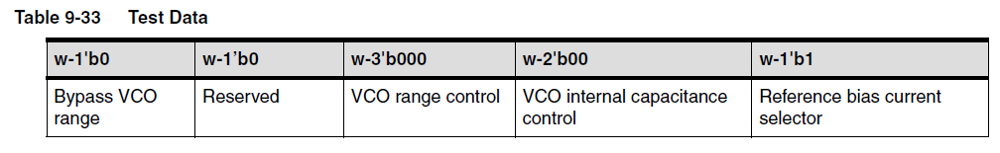 Table 9-33 Test Data
w-1'b0 w-1’b0 w-3'b000 w-2'b00 w-1'b1
Bypass VCO range Reserved VCO range control VCO internal capacitance control Reference bias current selector